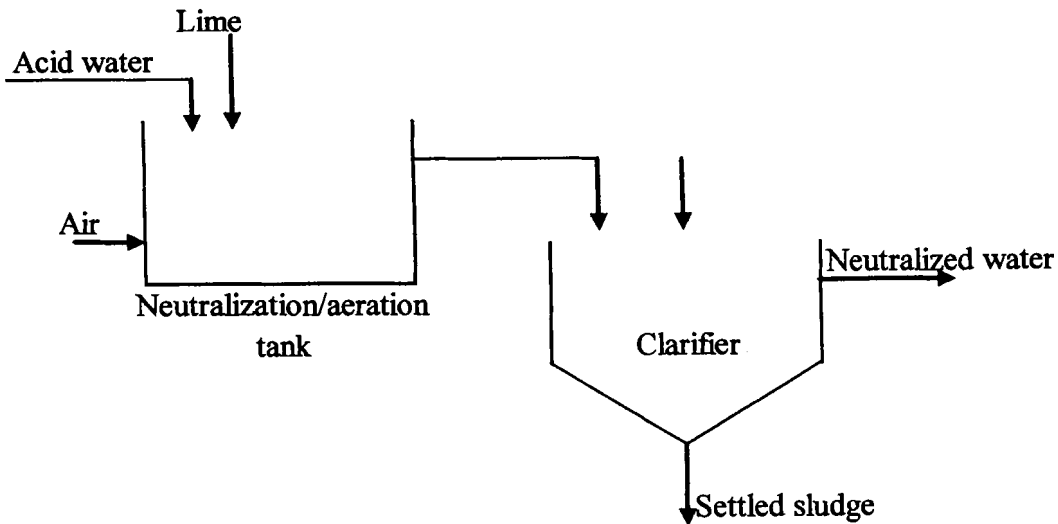 Lime
Acid water
Air
Neutralization/aeration
tank
Neutralized water
Clarifier
Settled sludge